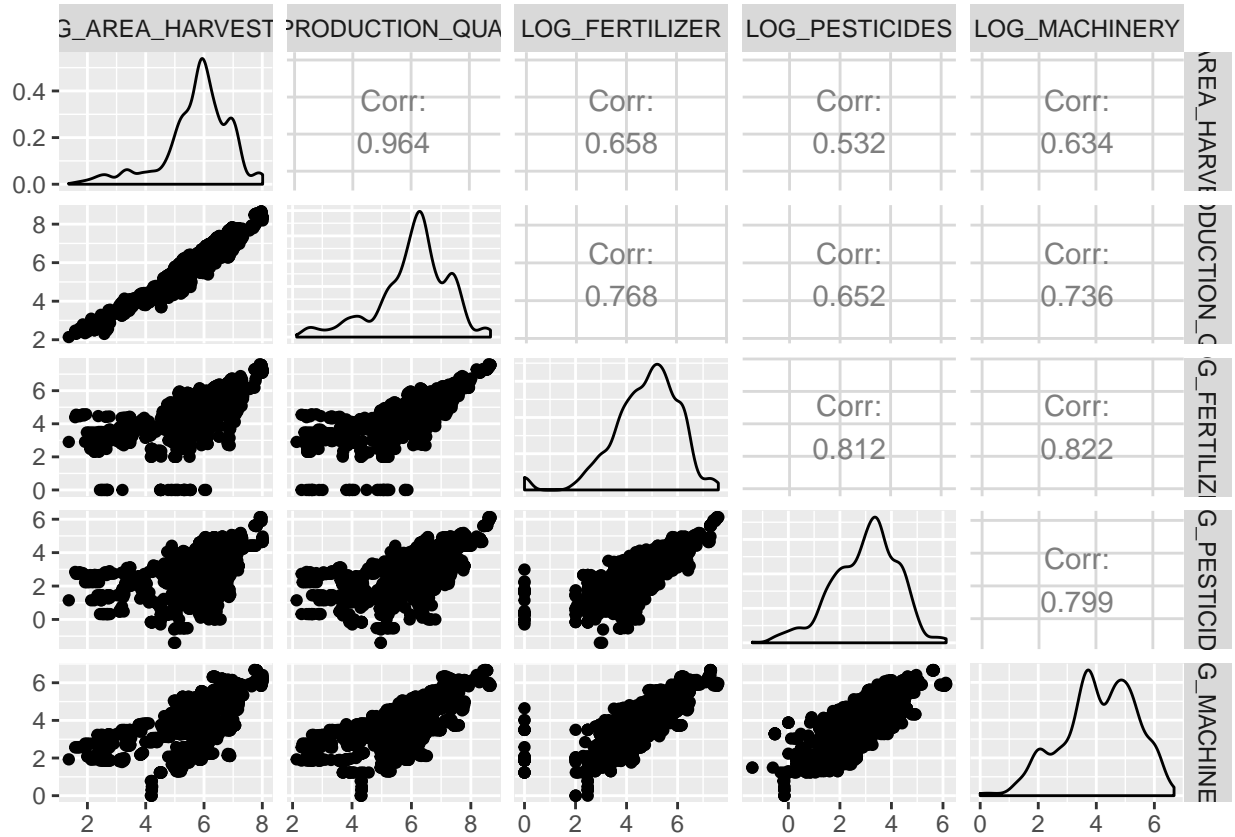 G_AREA_HARVEST PRODUCTION_QUA LOG_FERTILIZER LOG_PESTICIDES LOG_MACHINERY
0.4
0.2
0.0
Corr:
0.964
Corr:
0.658
Corr:
0.532
Corr:
0.634
AREA_HARVE
8
6
4
2
Corr:
0.768
Corr:
0.652
Corr:
0.736
ODUCTION_Q
6
4
2
0
Corr:
0.812
Corr:
0.822
G_FERTILIZ
6
4
2
0
Corr:
0.799
G_PESTICID
6
4
2
0
G_MACHINE
2 4 6 8 2 4 6 8 0 2 4 6 0 2 4 6 0 2 4 6